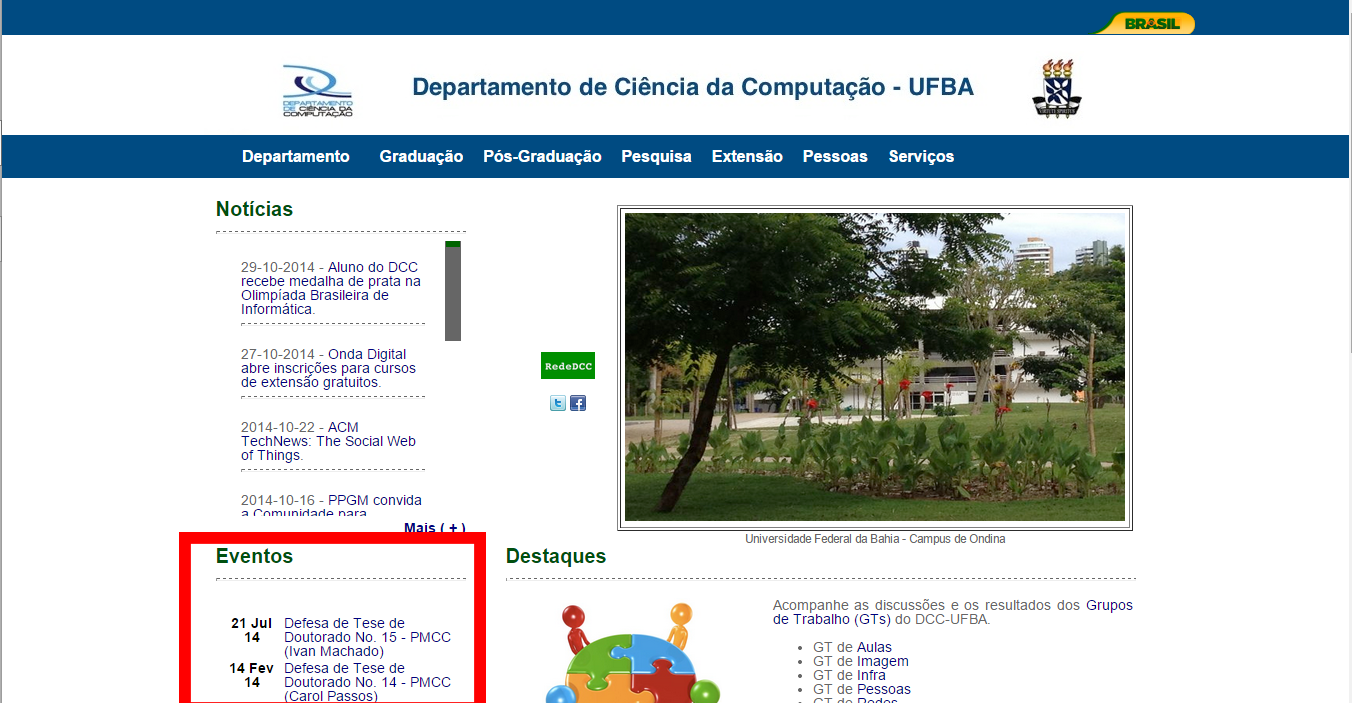 BRASIL
DEPARTAMENTO
DE CIÊNCIA DA
COMPUTAÇÃO
Departamento de Ciência da Computação - UFBA
VIRTUTE SPIRITUS
Departamento Graduação Pós-Graduação Pesquisa Extensão Pessoas Serviços
Notícias
29-10-2014 - Aluno do DCC
recebe medalha de prata na
Olimpíada Brasileira de
Informática.
27-10-2014 - Onda Digital
abre inscrições para cursos
de extensão gratuitos.
2014-10-22 - ACM
TechNews: The Social Web
of Things.
2014-10-16 - PPGM convida
a Comunidade para
Mais ( + )
RedeDCC
Universidade Federal da Bahia - Campus de Ondina
Eventos
21 Jul
14
Defesa de Tese de
Doutorado No. 15 - PMCC
(Ivan Machado)
14 Fev
14
Defesa de Tese de
Doutorado No. 14 - PMCC
(Carol Passos)
Destaques
Acompanhe as discussões e os resultados dos Grupos
de Trabalho (GTs) do DCC-UFBA.
GT de Aulas
GT de Imagem
GT de Infra
GT de Pessoas
GT de Redes